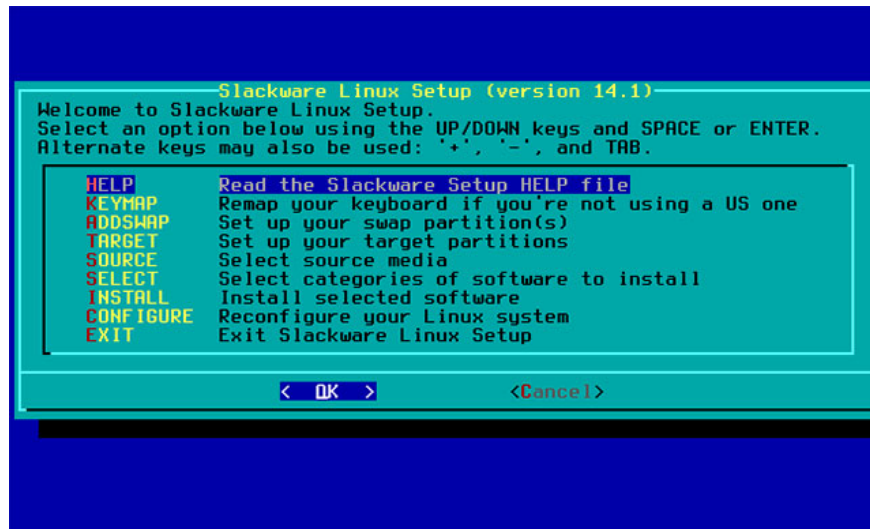 Slackware Linux Setup (version 14.1)
Welcome to Slackware Linux Setup.
Select an option below using the UP/DOWN keys and SPACE or ENTER.
Alternate keys may also be used: '+', '-', and TAB.
HELP Read the Slackware Setup HELP file
KEYMAP Remap your keyboard if you're not using a US one
ADDSWAP Set up your swap partition(s)
TARGET Set up your target partitions
SOURCE Select source media
SELECT Select categories of software to install
INSTALL Install selected software
CONFIGURE Reconfigure your Linux system
EXIT Exit Slackware Linux Setup
< OK > <Cancel>